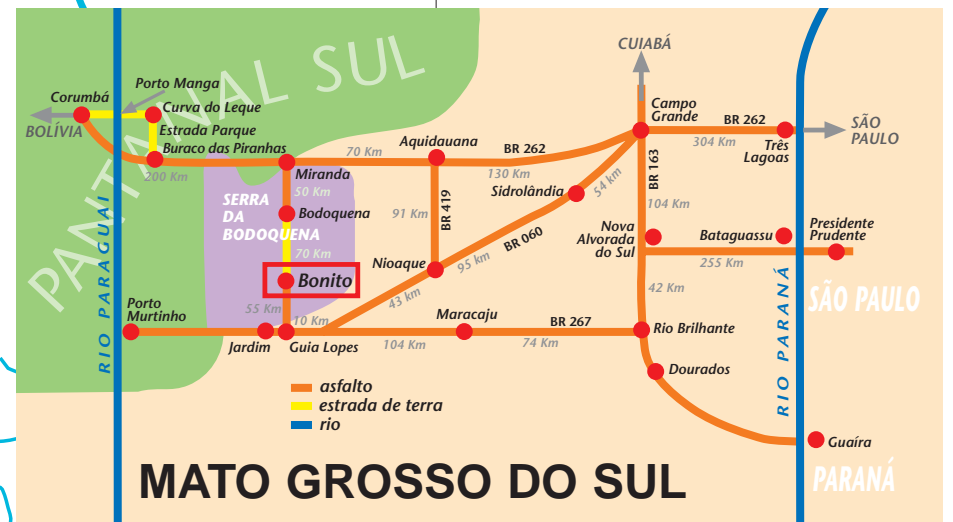 PANTANAL SUL
CUIABÁ
Porto Manga
Corumbá
Curva do Leque
BOLÍVIA
Estrada Parque
Buraco das Piranhas
200 Km
70 Km
Aquidauana
BR 262
130 Km
Campo
Grande
BR 262
304 Km
Três
Lagoas
SÃO
PAULO
Miranda
50 Km
SERRA
DA
BODOQUENA
Bodoquena
70 Km
Bonito
55 Km
10 Km
91 Km
BR 419
Sidrolândia
54 km
BR 163
104 Km
BR 060
95 km
Nioaque
43 km
Nova
Alvorada
do Sul
Bataguassu
Presidente
Prudente
255 Km
42 Km
SÃO PAULO
RIO PARAGUAI
RIO PARANÁ
Porto
Murtinho
Jardim
Guia Lopes
104 Km
Maracaju
74 Km
BR 267
Rio Brilhante
Dourados
Guaíra
PARANÁ
asfalto
estrada de terra
rio
MATO GROSSO DO SUL